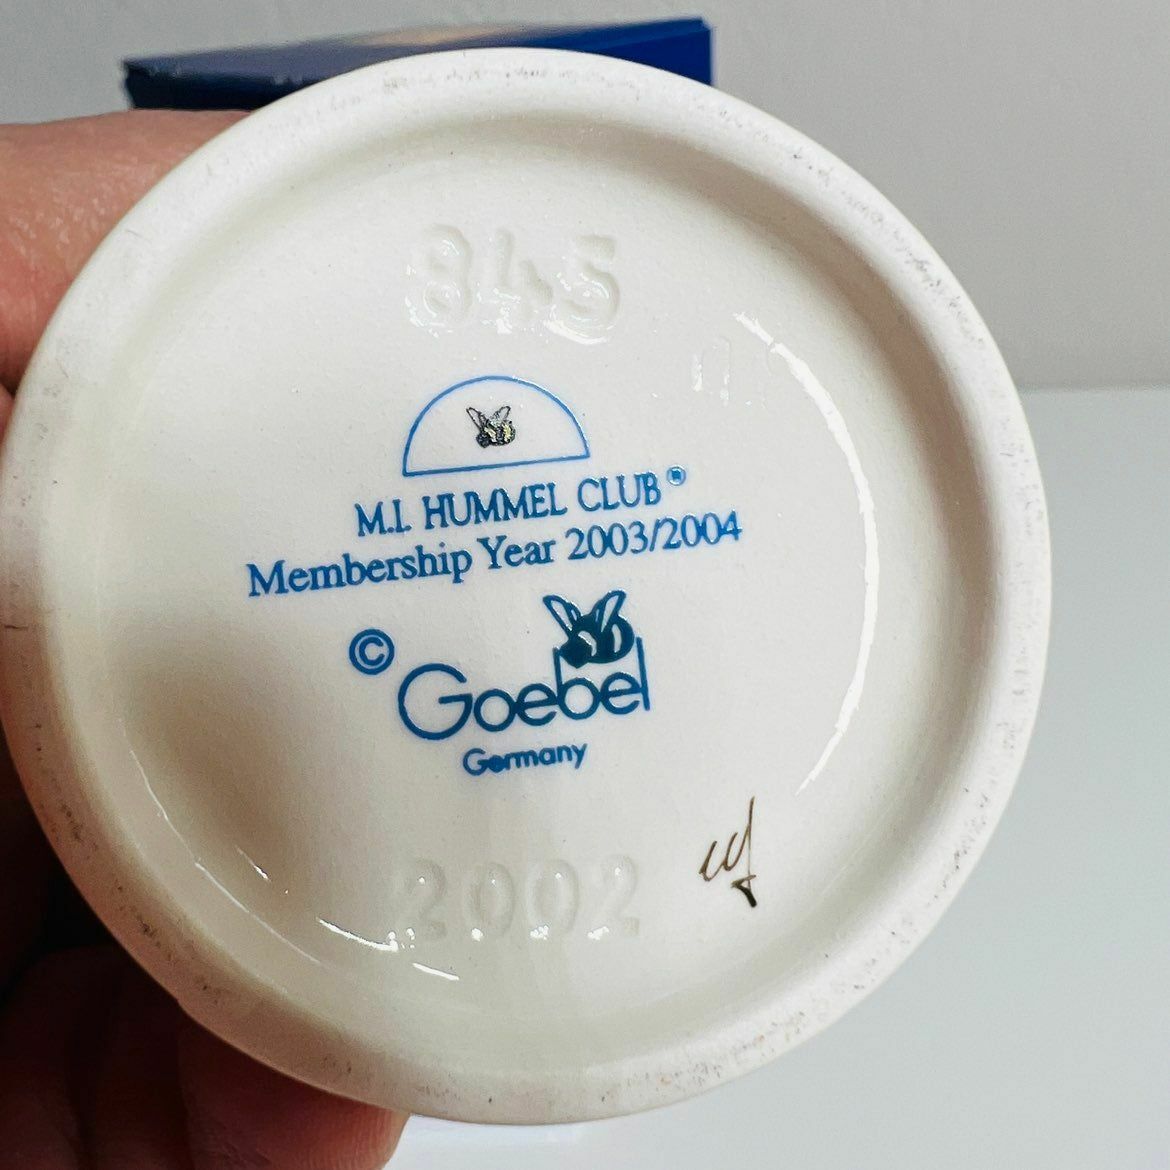 845
M.I. HUMMEL CLUB®
Membership Year 2003/2004
© Goebel
Germany
2002